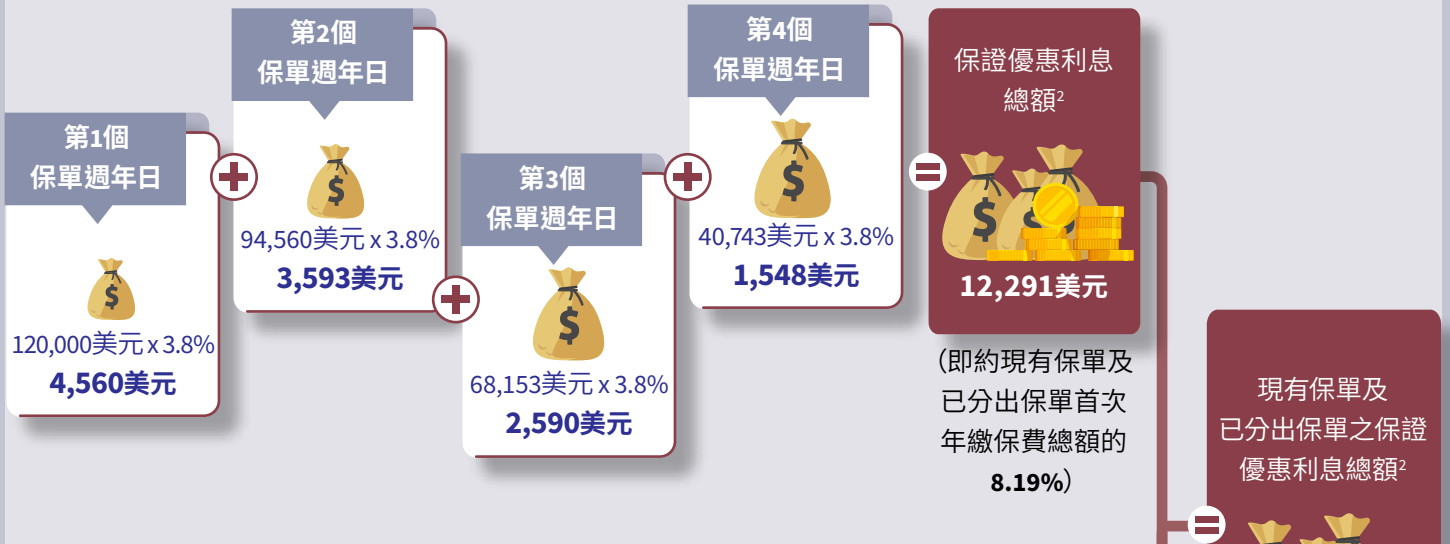 第1個
保單週年日
$
120,000美元 x 3.8%
4,560美元
第2個
保單週年日
$
94,560美元 x 3.8%
3,593美元
第3個
保單週年日
$
68,153美元 x 3.8%
2,590美元
第4個
保單週年日
$
40,743美元 x 3.8%
1,548美元
保證優惠利息
總額2
$ $ $
12,291美元
（即約現有保單及
已分出保單首次
年繳保費總額的
8.19%）
現有保單及
已分出保單之保證
優惠利息總額2